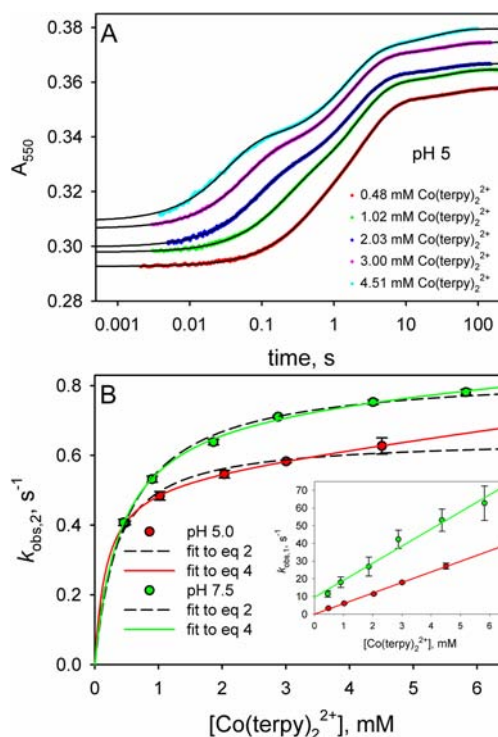 A
0.38
0.36
0.34
0.32
0.30
0.28
A550
pH 5
0.48 mM Co(terpy)2 2+
1.02 mM Co(terpy)2 2+
2.03 mM Co(terpy)2 2+
3.00 mM Co(terpy)2 2+
4.51 mM Co(terpy)2 2+
0.001 0.01 0.1 1 10 100
time, s
B
0.8
0.6
0.4
0.2
0.0
kobs,2, s-1
pH 5.0
fit to eq 2
fit to eq 4
pH 7.5
fit to eq 2
fit to eq 4
70
60
50
40
30
20
10
0
kobs,1, s-1
0 1 2 3 4 5 6
[Co(terpy)2 2+], mM
0 1 2 3 4 5 6
[Co(terpy)2 2+], mM